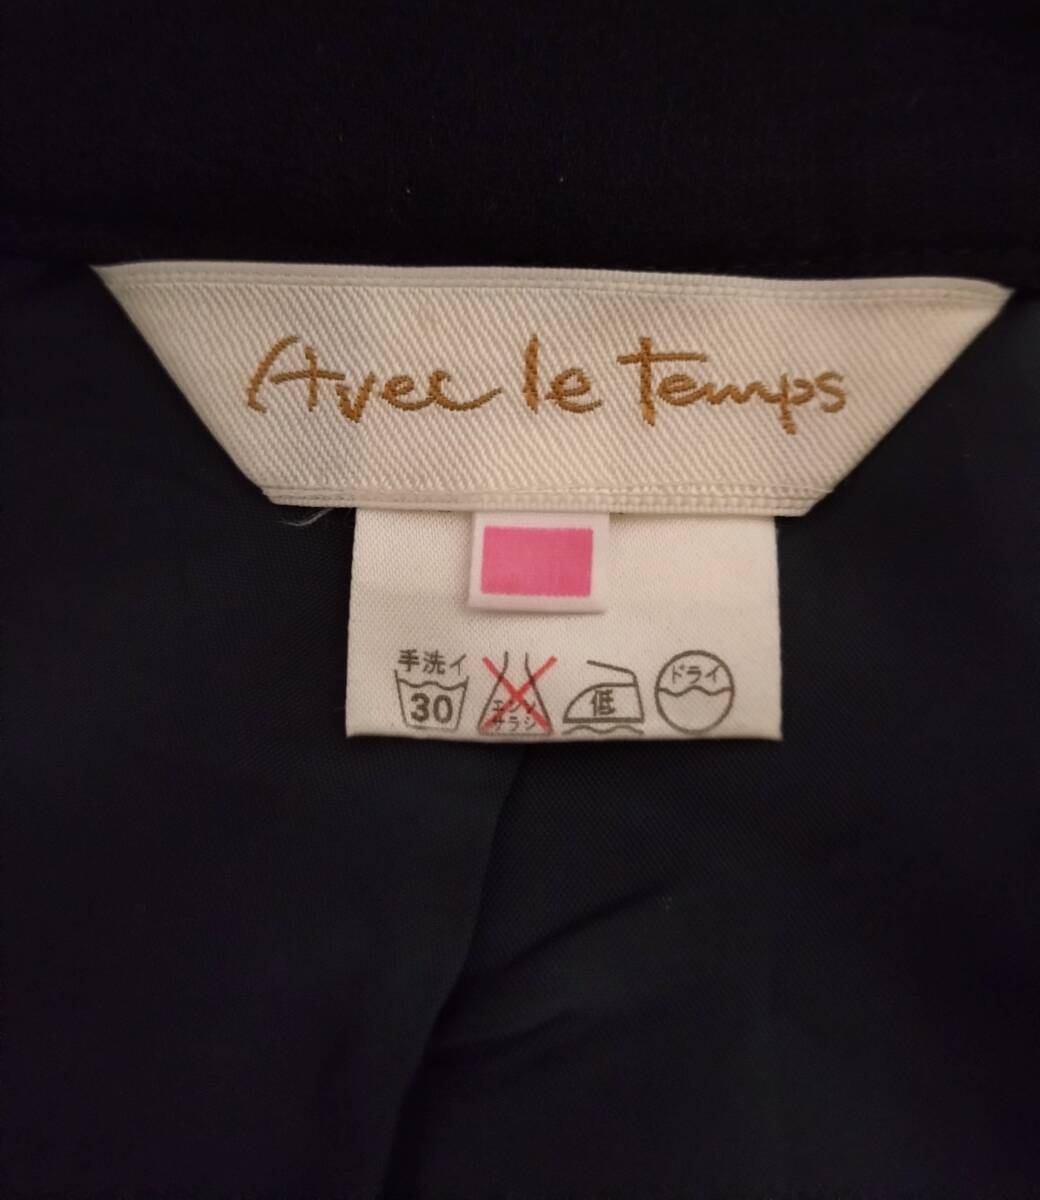 Avec le temps
手洗イ
30
エンソ
サラシ
低
ドライ